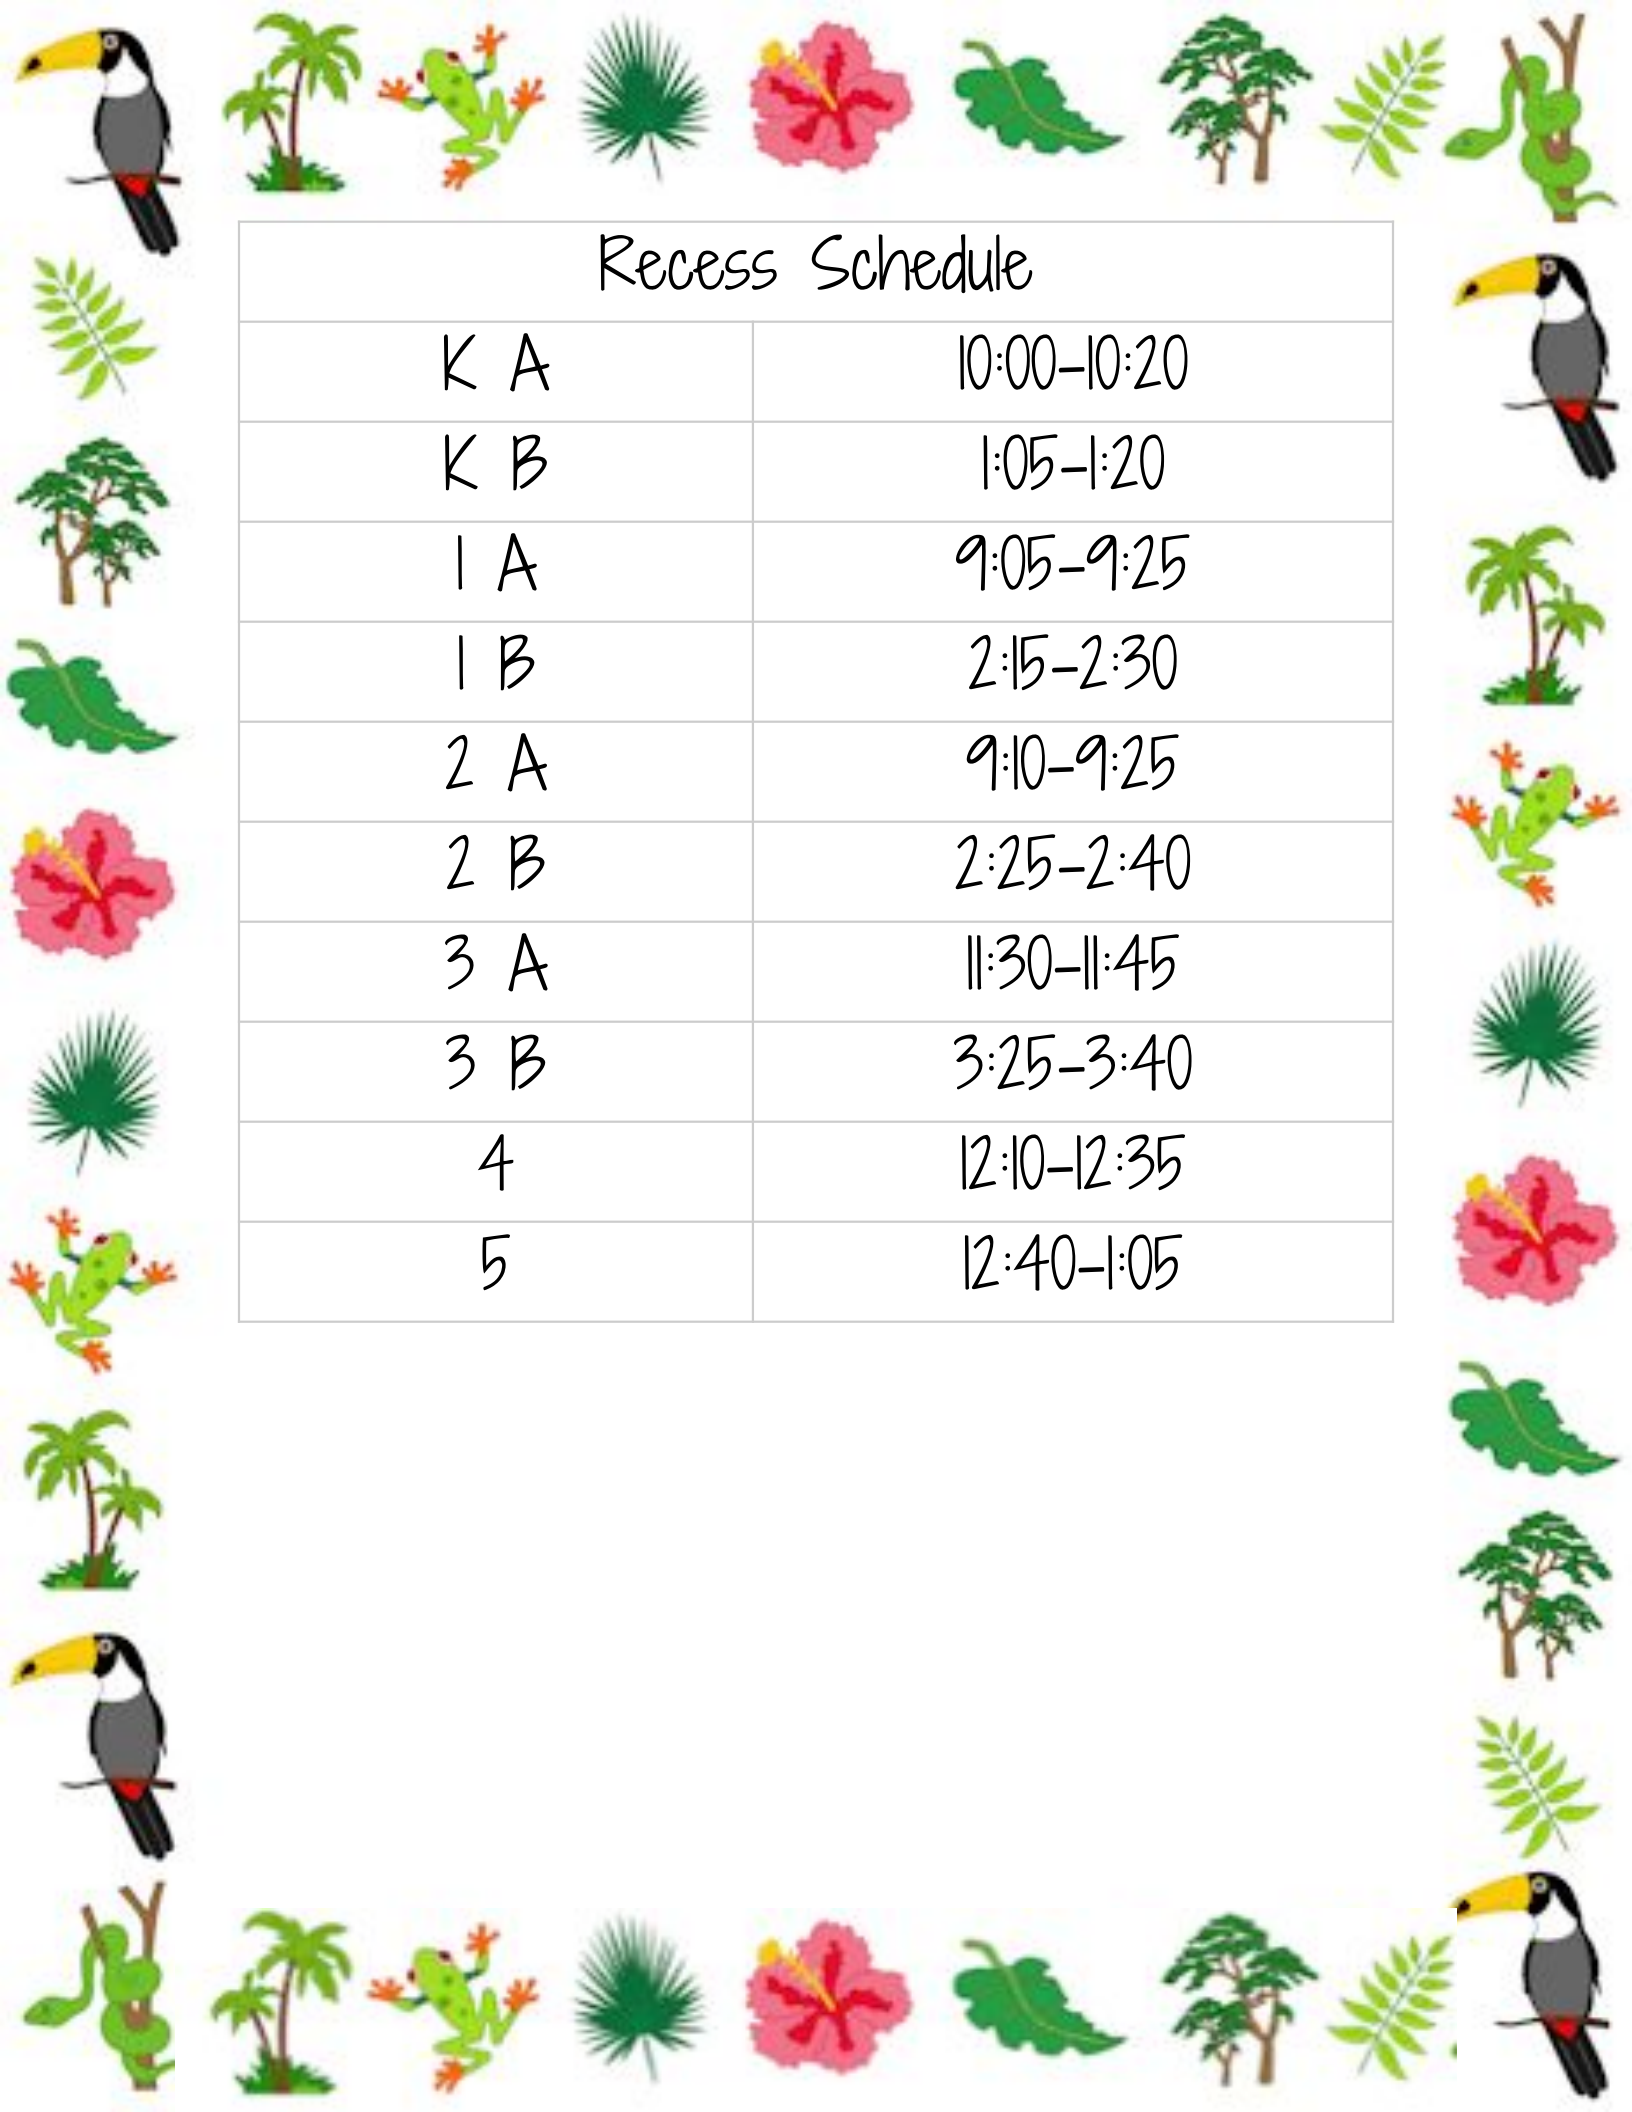 Recess Schedule
K A 10:00-10:20
K B 1:05-1:20
1 A 9:05-9:25
1 B 2:15-2:30
2 A 9:10-9:25
2 B 2:25-2:40
3 A 11:30-11:45
3 B 3:25-3:40
4 12:10-12:35
5 12:40-1:05